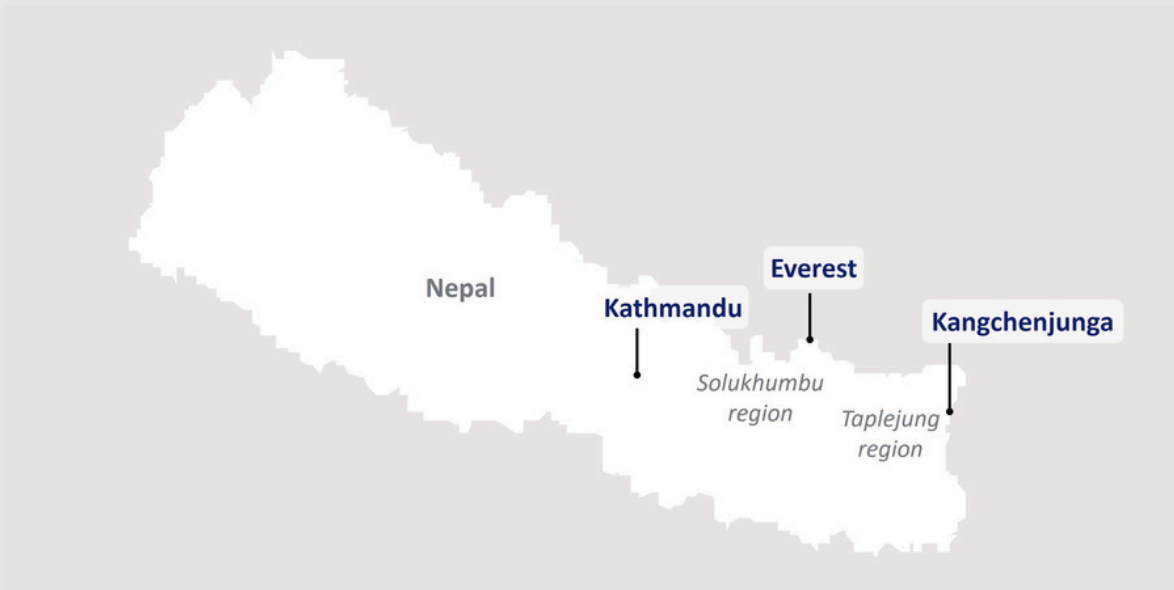 Everest
Nepal
Kathmandu
Kangchenjunga
Solukhumbu
region
Taplejung
region